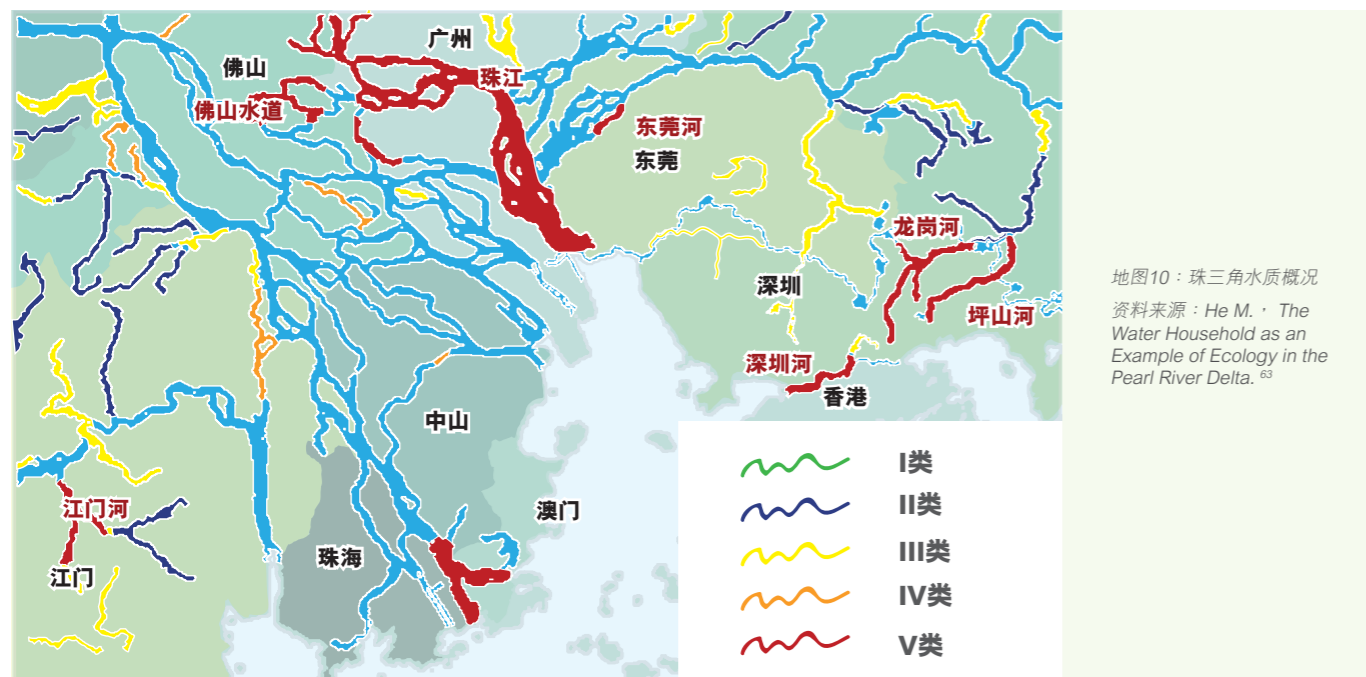 广州
佛山
珠江
佛山水道
东莞河
东莞
龙岗河
深圳
坪山河
深圳河
香港
中山
澳门
江门河
珠海
江门
I类
II类
III类
IV类
V类
地图10：珠三角水质概况
资料来源：He M.， The
Water Household as an
Example of Ecology in the
Pearl River Delta. 63